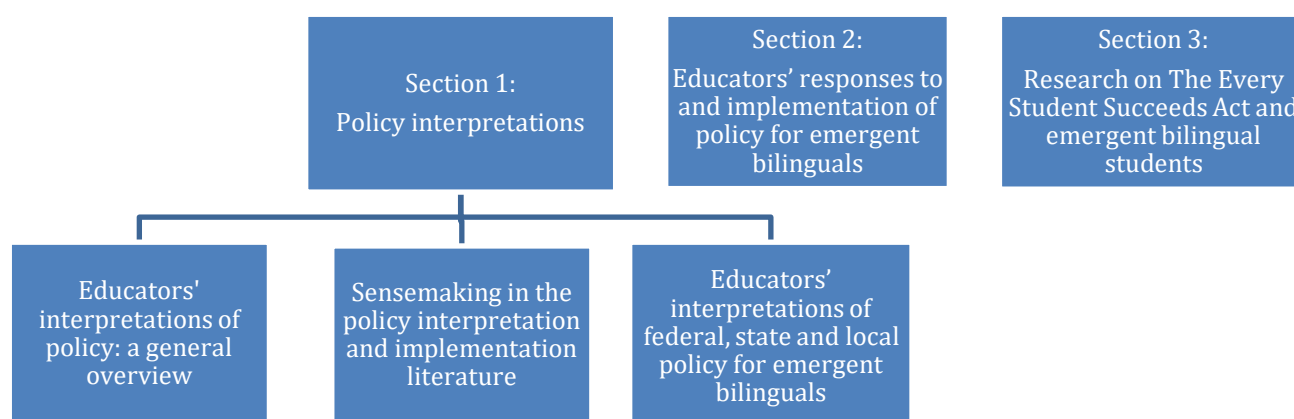 Section 1:
Policy interpretations
Section 2:
Educators’ responses to
and implementation of
policy for emergent
bilinguals
Section 3:
Research on The Every
Student Succeeds Act and
emergent bilingual
students
Educators'
interpretations of
policy: a general
overview
Sensemaking in the
policy interpretation
and implementation
literature
Educators’
interpretations of
federal, state and local
policy for emergent
bilinguals